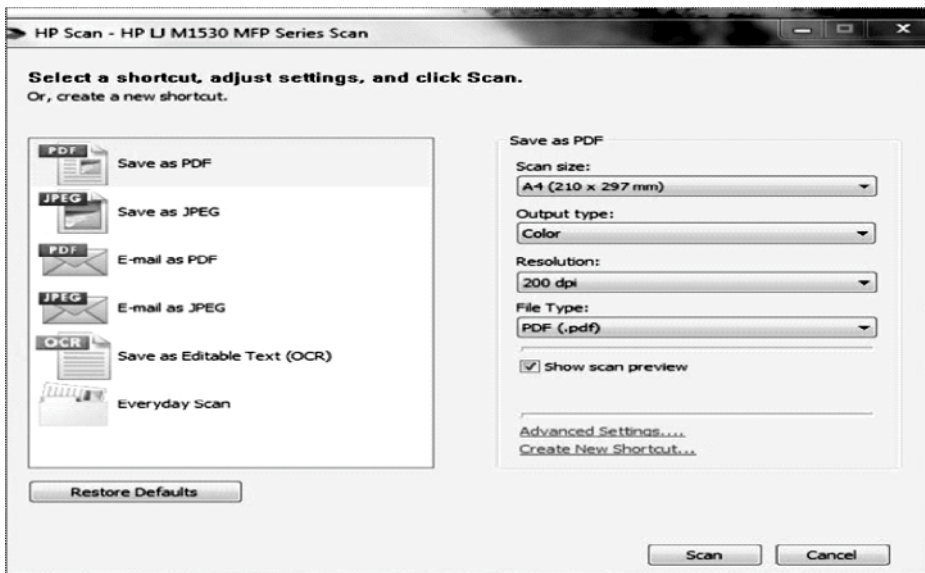 HP Scan - HP LJ M1530 MFP Series Scan
Select a shortcut, adjust settings, and click Scan.
Or, create a new shortcut.
PDF
Save as PDF
JPEG
Save as JPEG
PDF
E-mail as PDF
JPEG
E-mail as JPEG
OCR
Save as Editable Text (OCR)
Everyday Scan
Restore Defaults
Save as PDF
Scan size:
A4 (210 x 297 mm)
Output type:
Color
Resolution:
200 dpi
File Type:
PDF (.pdf)
Show scan preview
Advanced Settings....
Create New Shortcut...
Scan
Cancel